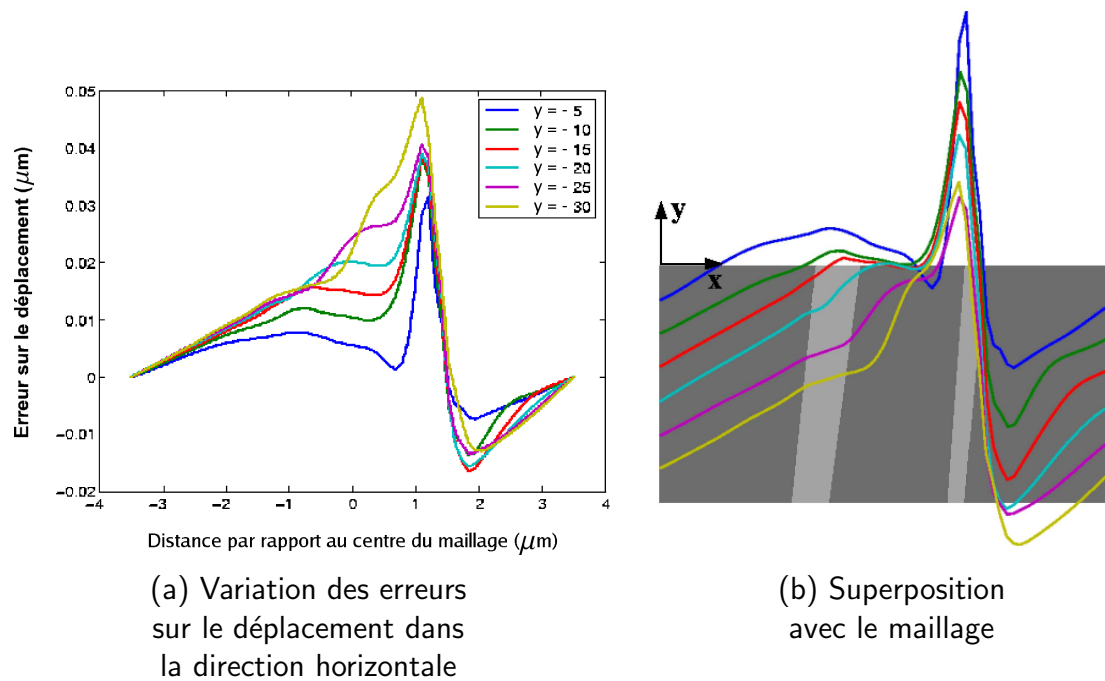 Erreur sur le déplacement (μm)
0.05
0.04
0.03
0.02
0.01
0
−0.01
−0.02
−4
−3
−2
−1
0
1
2
3
4
y = - 5
y = - 10
y = - 15
y = - 20
y = - 25
y = - 30
Distance par rapport au centre du maillage (μm)
(a) Variation des erreurs
sur le déplacement dans
la direction horizontale
y
x
(b) Superposition
avec le maillage